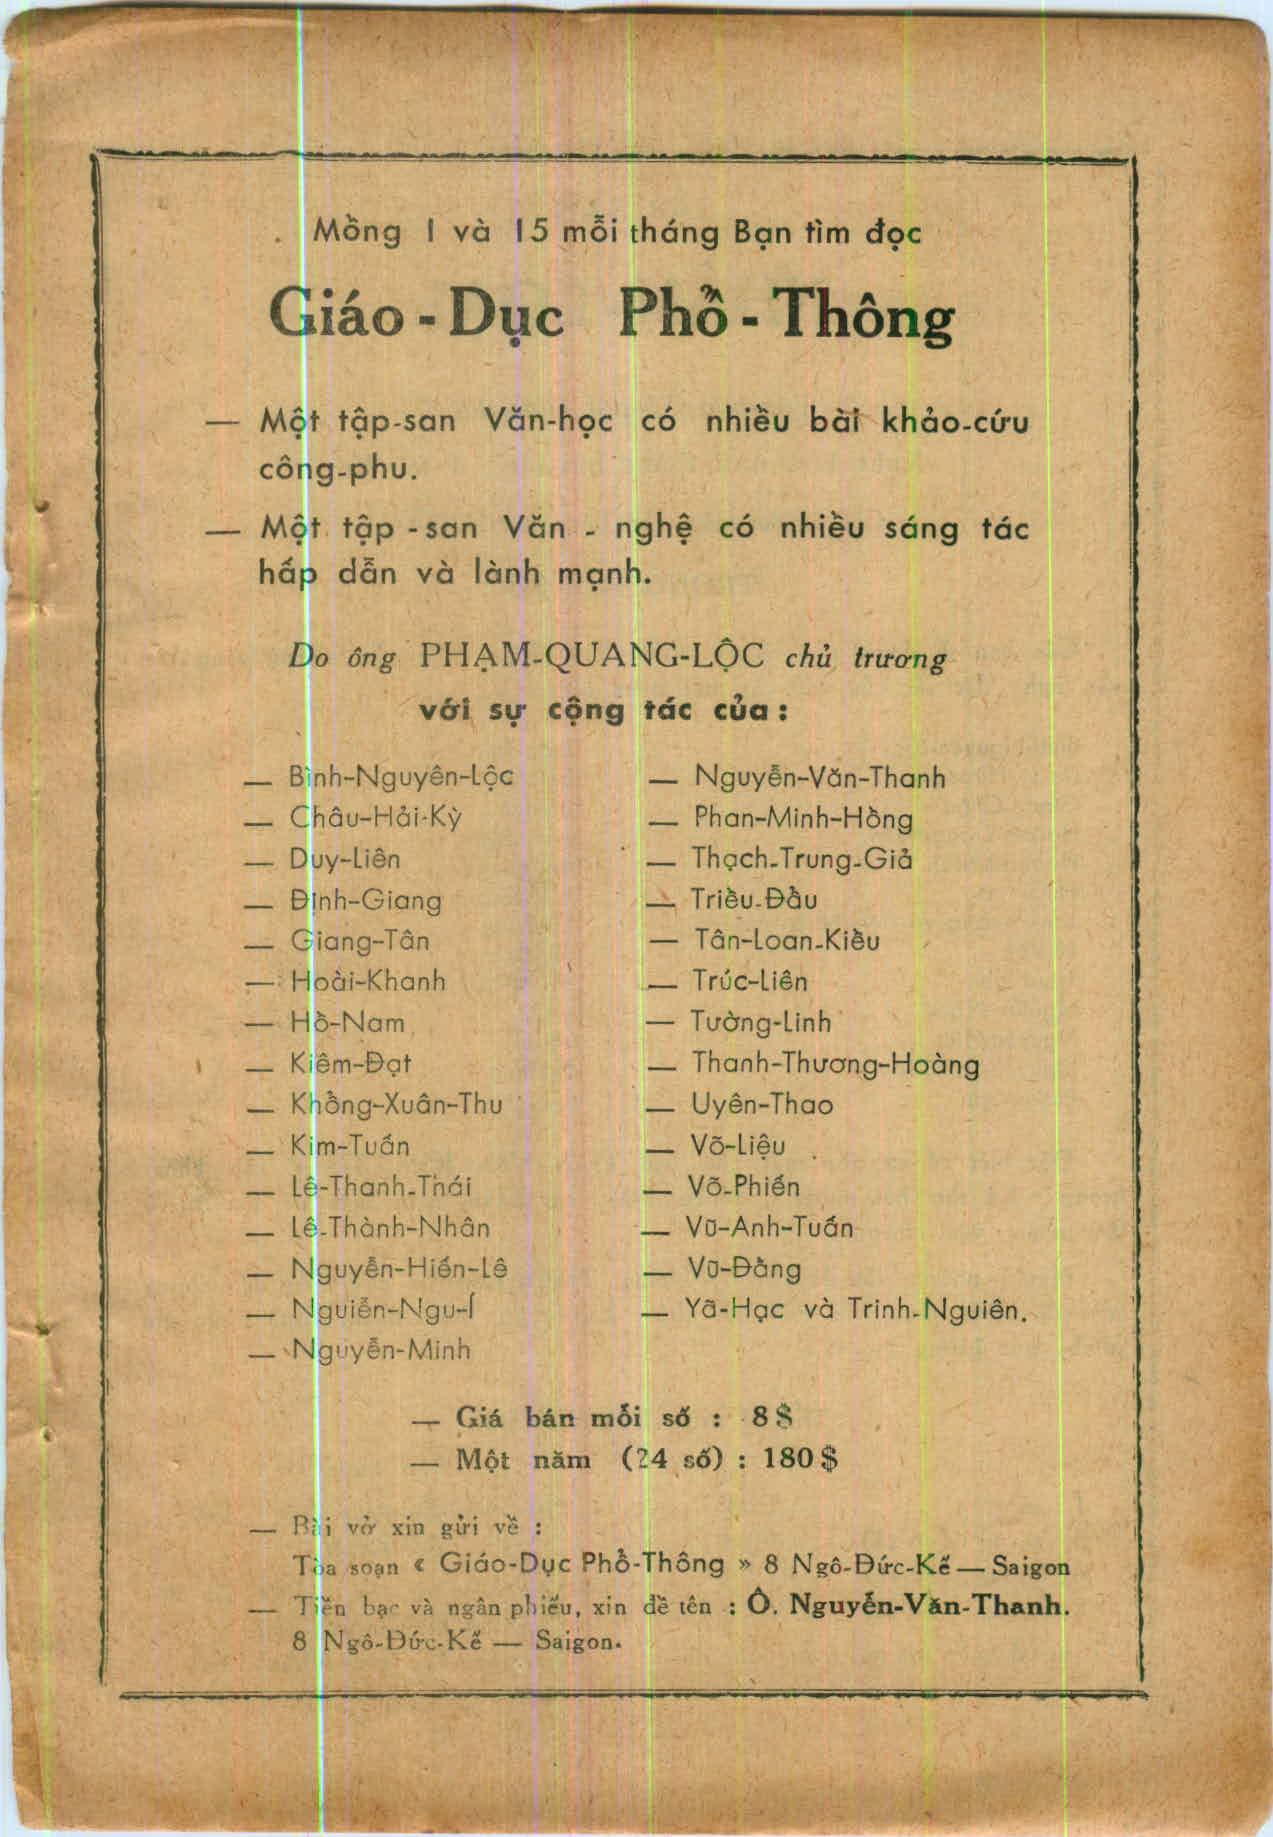 Mồng 1 và 15 mỗi tháng Bạn tìm đọc
Giáo - Dục Phổ - Thông
— Một tập-san Văn-học có nhiều bài khảo-cứu
công-phu.
— Một tập - san Văn - nghệ có nhiều sáng tác
hấp dẫn và lành mạnh.
Do ông PHẠM-QUANG-LỘC chủ trương
với sự cộng tác của :
— Bình-Nguyên-Lộc
— Châu-Hải-Kỳ
— Duy-Liên
— Định-Giang
— Giang-Tân
— Hoài-Khanh
— Hồ-Nam
— Kiêm-Đạt
— Khổng-Xuân-Thu
— Kim-Tuấn
— Lê-Thanh-Thái
— Lê-Thành-Nhân
— Nguyễn-Hiến-Lê
— Nguiễn-Ngu-Í
— Nguyễn-Minh
— Nguyễn-Văn-Thanh
— Phan-Minh-Hồng
— Thạch-Trung-Giả
— Triều-Đẩu
— Tân-Loan-Kiều
— Trúc-Liên
— Tường-Linh
— Thanh-Thương-Hoàng
— Uyên-Thao
— Võ-Liệu
— Võ-Phiến
— Vũ-Anh-Tuấn
— Vũ-Đằng
— Yã-Hạc và Trinh-Nguiên.
— Giá bán mỗi số : 8$
— Một năm (24 số) : 180$
— Bài vở xin gửi về :
Tòa soạn « Giáo-Dục Phổ-Thông » 8 Ngô-Đức-Kế — Saigon
— Tiền bạc và ngân phiếu, xin đề tên : Ô. Nguyễn-Văn-Thanh.
8 Ngô-Đức-Kế — Saigon.